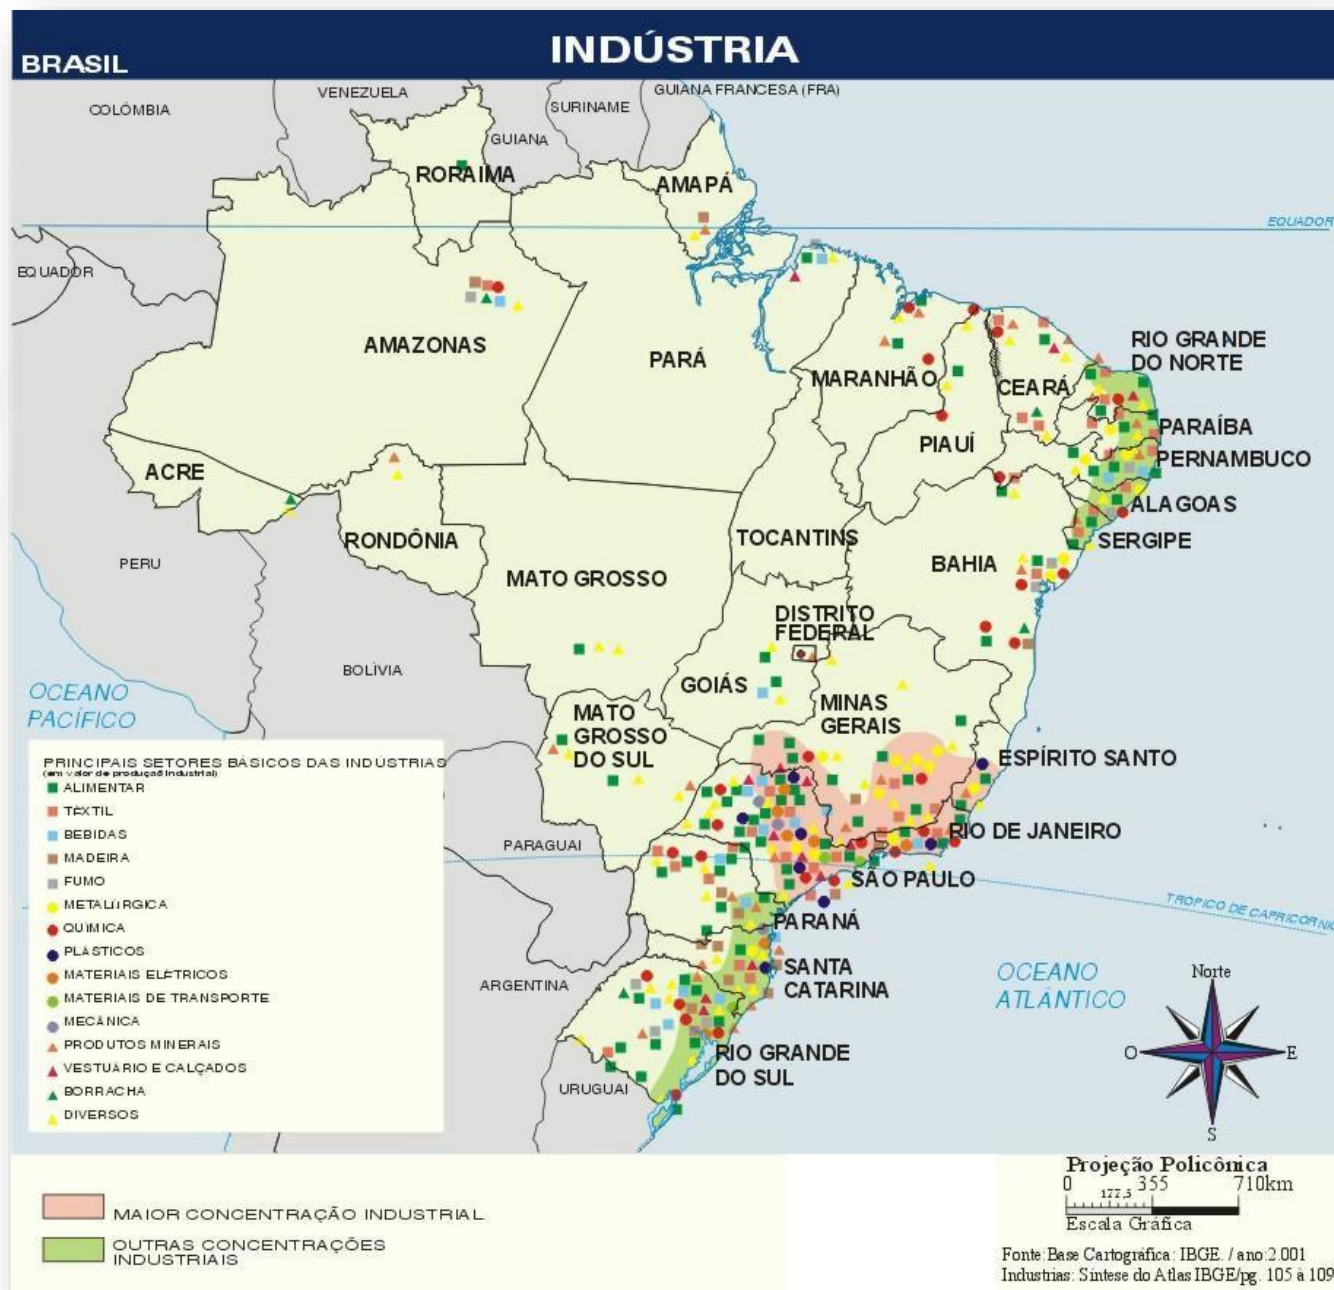 BRASIL
INDÚSTRIA
COLÔMBIA
VENEZUELA
GUIANA
SURINAME
GUIANA FRANCESA (FRA)
RORAIMA
AMAPÁ
EQUADOR
EQUADOR
AMAZONAS
PARÁ
MARANHÃO
CEARÁ
RIO GRANDE
DO NORTE
PIAUÍ
PARAÍBA
PERNAMBUCO
ALAGOAS
SERGIPE
ACRE
RONDÔNIA
TOCANTINS
BAHIA
PERU
MATO GROSSO
DISTRITO
FEDERAL
BOLÍVIA
GOIÁS
OCEANO
PACÍFICO
MATO
GROSSO
DO SUL
MINAS
GERAIS
ESPÍRITO SANTO
RIO DE JANEIRO
PARAGUAI
SÃO PAULO
TRÓPICO DE CAPRICÓRNIO
PARANÁ
SANTA
CATARINA
OCEANO
ATLÂNTICO
ARGENTINA
RIO GRANDE
DO SUL
URUGUAI
PRINCIPAIS SETORES BÁSICOS DAS INDÚSTRIAS
(em valor de produção industrial)
ALIMENTAR
TÊXTIL
BEBIDAS
MADEIRA
FUMO
METALÚRGICA
QUÍMICA
PLÁSTICOS
MATERIAIS ELÉTRICOS
MATERIAIS DE TRANSPORTE
MECÂNICA
PRODUTOS MINERAIS
VESTUÁRIO E CALÇADOS
BORRACHA
DIVERSOS
Norte
O
E
S
MAIOR CONCENTRAÇÃO INDUSTRIAL
OUTRAS CONCENTRAÇÕES
INDUSTRIAIS
Projeção Policônica
0 177,5 355 710km
Escala Gráfica
Fonte: Base Cartográfica: IBGE. / ano:2.001
Industrias: Síntese do Atlas IBGE/pg. 105 à 109